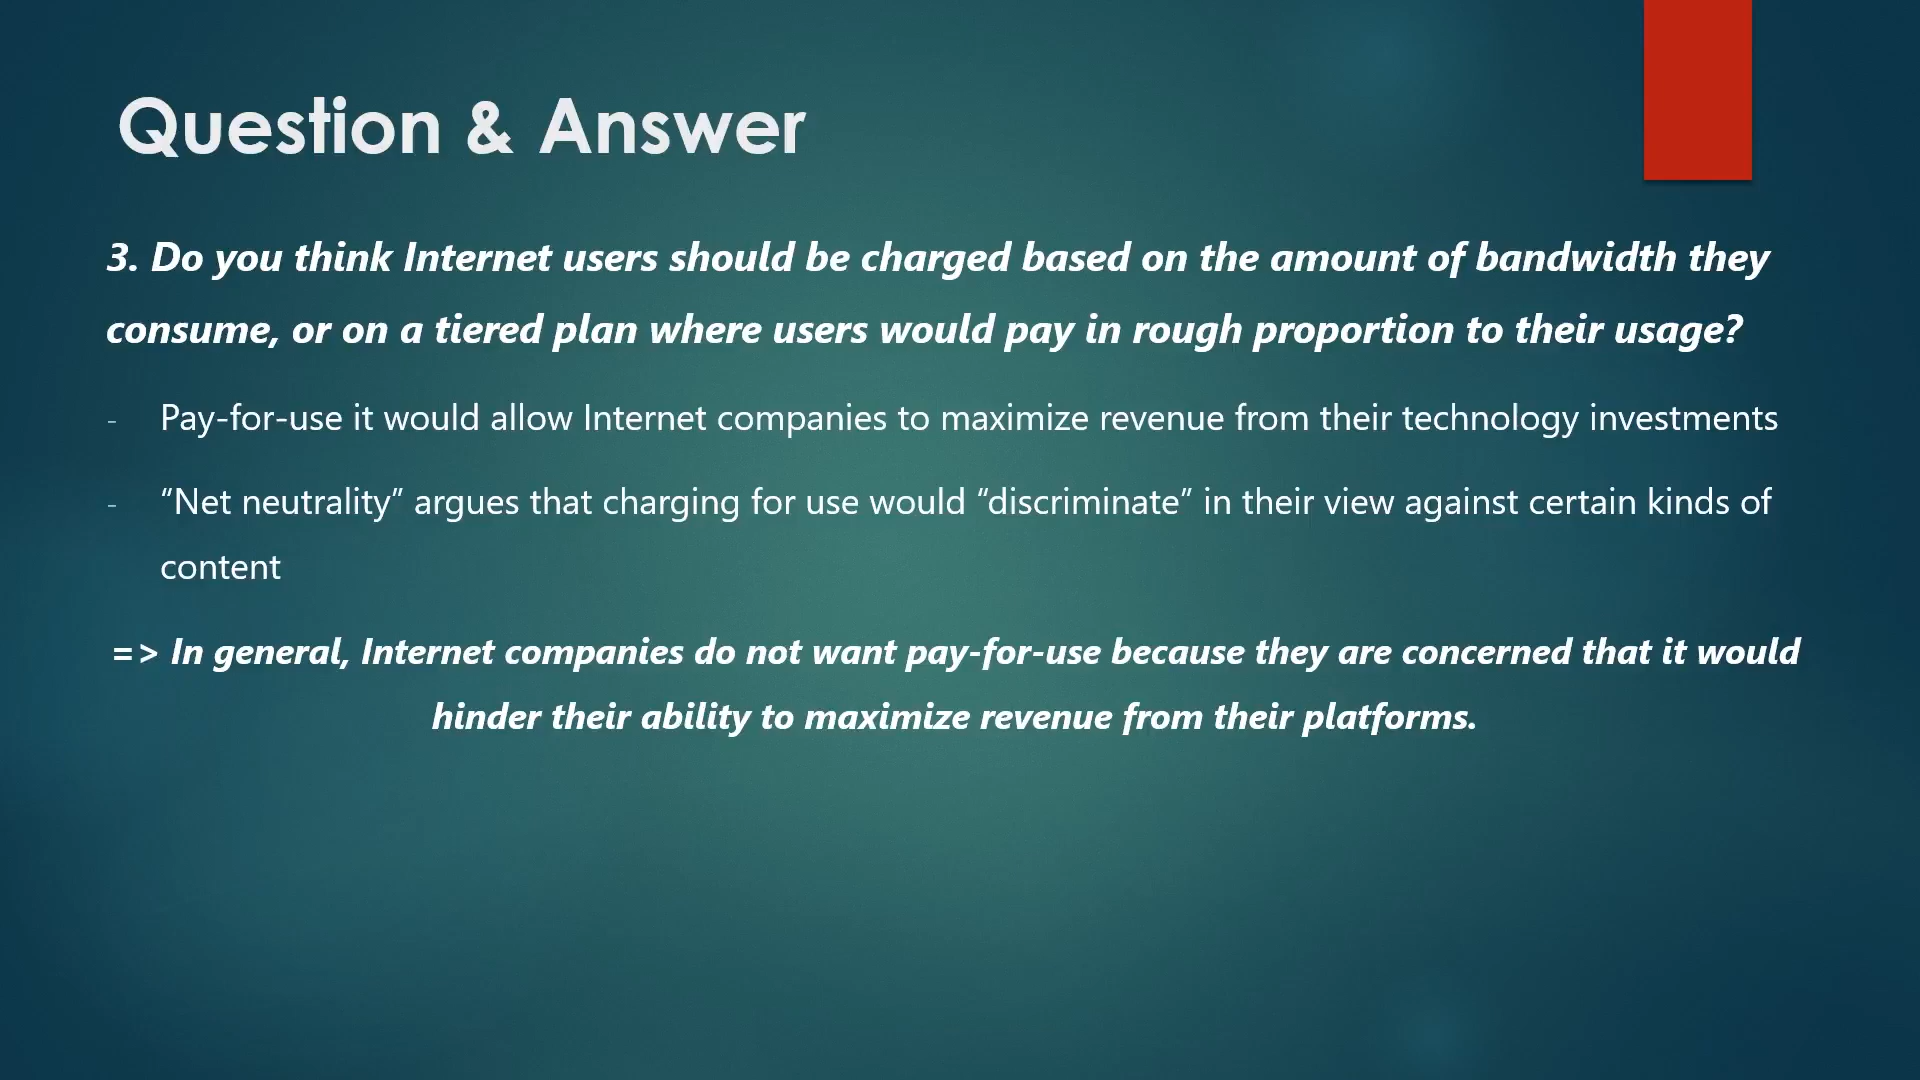 Question & Answer
3. Do you think Internet users should be charged based on the amount of bandwidth they
consume, or on a tiered plan where users would pay in rough proportion to their usage?
- Pay-for-use it would allow Internet companies to maximize revenue from their technology investments
- “Net neutrality” argues that charging for use would “discriminate” in their view against certain kinds of
content
=> In general, Internet companies do not want pay-for-use because they are concerned that it would
hinder their ability to maximize revenue from their platforms.